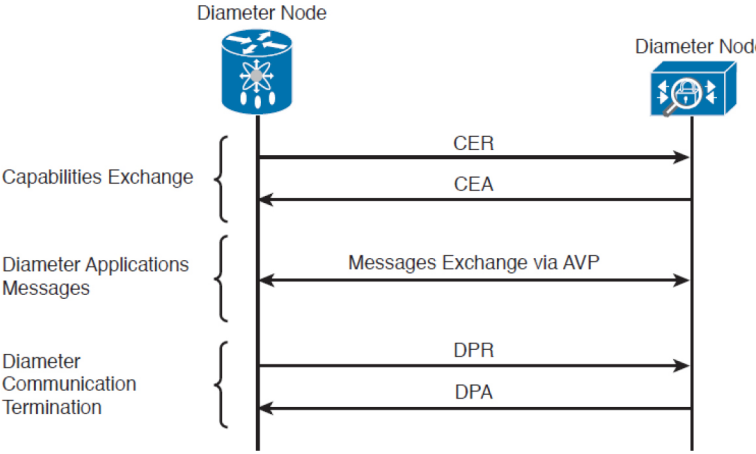 Diameter Node
Diameter Node
CER
Capabilities Exchange
CEA
Messages Exchange via AVP
Diameter Applications
Messages
DPR
Diameter
Communication
Termination
DPA